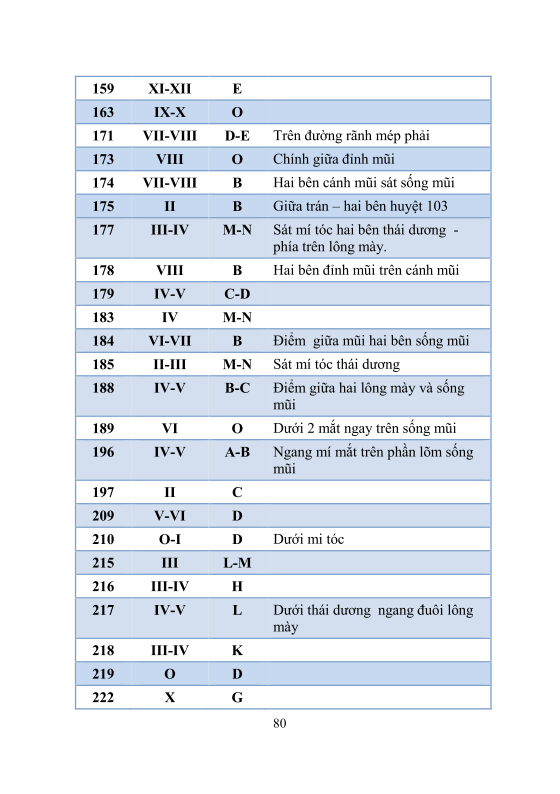 159 XI-XII E
163 IX-X O
171 VII-VIII D-E Trên đường rãnh mép phải
173 VIII O Chính giữa đỉnh mũi
174 VII-VIII B Hai bên cánh mũi sát sống mũi
175 II B Giữa trán – hai bên huyệt 103
177 III-IV M-N Sát mí tóc hai bên thái dương -
phía trên lông mày.
178 VIII B Hai bên đỉnh mũi trên cánh mũi
179 IV-V C-D
183 IV M-N
184 VI-VII B Điểm giữa mũi hai bên sống mũi
185 II-III M-N Sát mí tóc thái dương
188 IV-V B-C Điểm giữa hai lông mày và sống
mũi
189 VI O Dưới 2 mắt ngay trên sống mũi
196 IV-V A-B Ngang mí mắt trên phần lõm sống
mũi
197 II C
209 V-VI D
210 O-I D Dưới mi tóc
215 III L-M
216 III-IV H
217 IV-V L Dưới thái dương ngang đuôi lông
mày
218 III-IV K
219 O D
222 X G
80